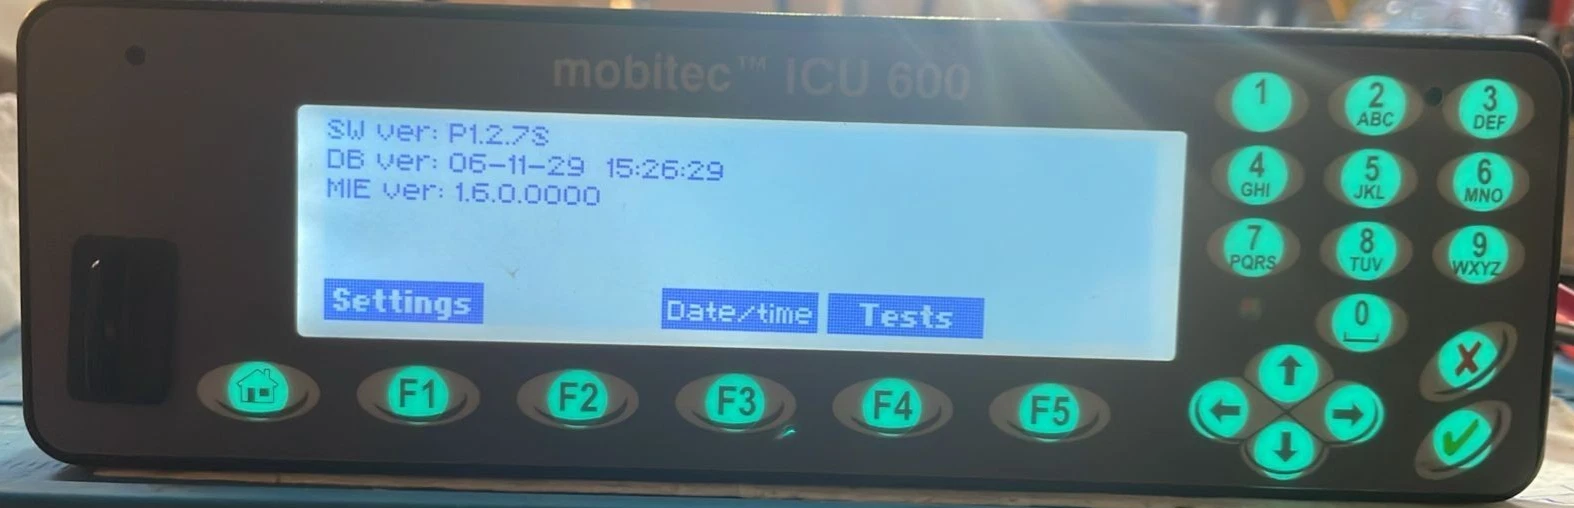 mobitec™ ICU 600
SW ver: P1.2.7S
DB ver: 06-11-29 15:26:29
MIE ver: 1.6.0.0000
Settings Date/time Tests
F1 F2 F3 F4 F5
1 2 3
ABC DEF
4 5 6
GHI JKL MNO
7 8 9
PQRS TUV WXYZ
0